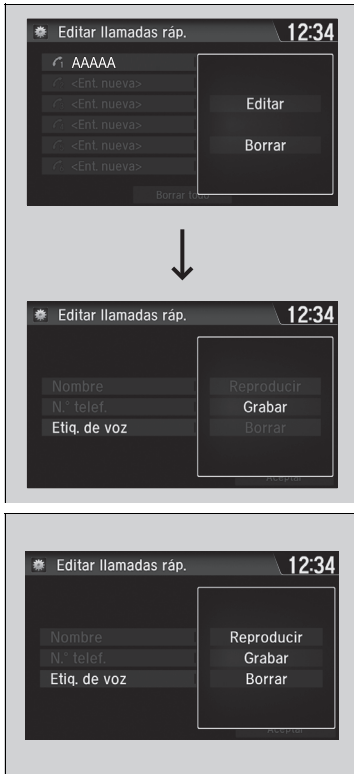 Editar llamadas ráp. 12:34
AAAAA
<Ent. nueva>
<Ent. nueva>
<Ent. nueva>
<Ent. nueva>
<Ent. nueva>
Editar
Borrar
Borrar todo
Editar llamadas ráp. 12:34
Nombre
N.° telef.
Etiq. de voz
Reproducir
Grabar
Borrar
Aceptar
Editar llamadas ráp. 12:34
Nombre
N.° telef.
Etiq. de voz
Reproducir
Grabar
Borrar
Aceptar